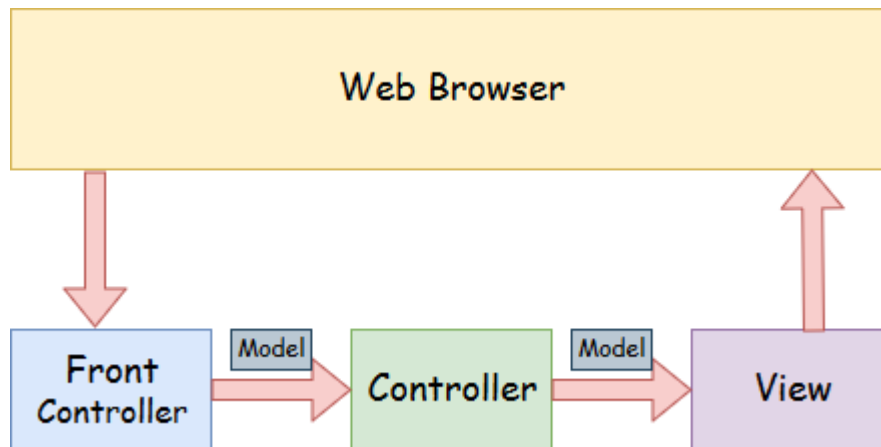 Web Browser
Model
Model
Front
Controller
Controller
View